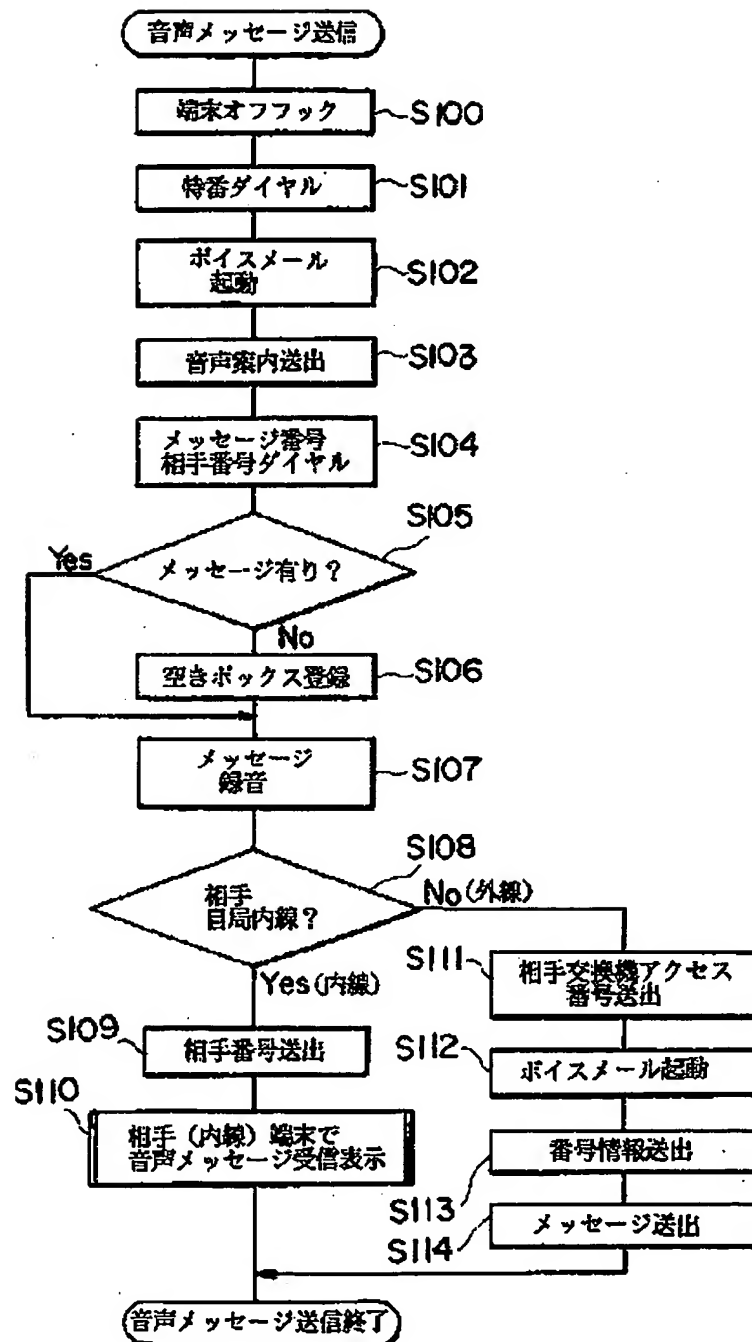 音声メッセージ送信
端末オフフック
S100
特番ダイヤル
S101
ボイスメール
起動
S102
音声案内送出
S103
メッセージ番号
相手番号ダイヤル
S104
S105
Yes
メッセージ有り?
No
空きボックス登録
S106
メッセージ
録音
S107
S108
相手
自局内線?
No(外線)
Yes(内線)
S111
相手交換機アクセス
番号送出
S109
相手番号送出
S112
ボイスメール起動
S110
相手(内線)端末で
音声メッセージ受信表示
番号情報送出
S113
メッセージ送出
S114
音声メッセージ送信終了